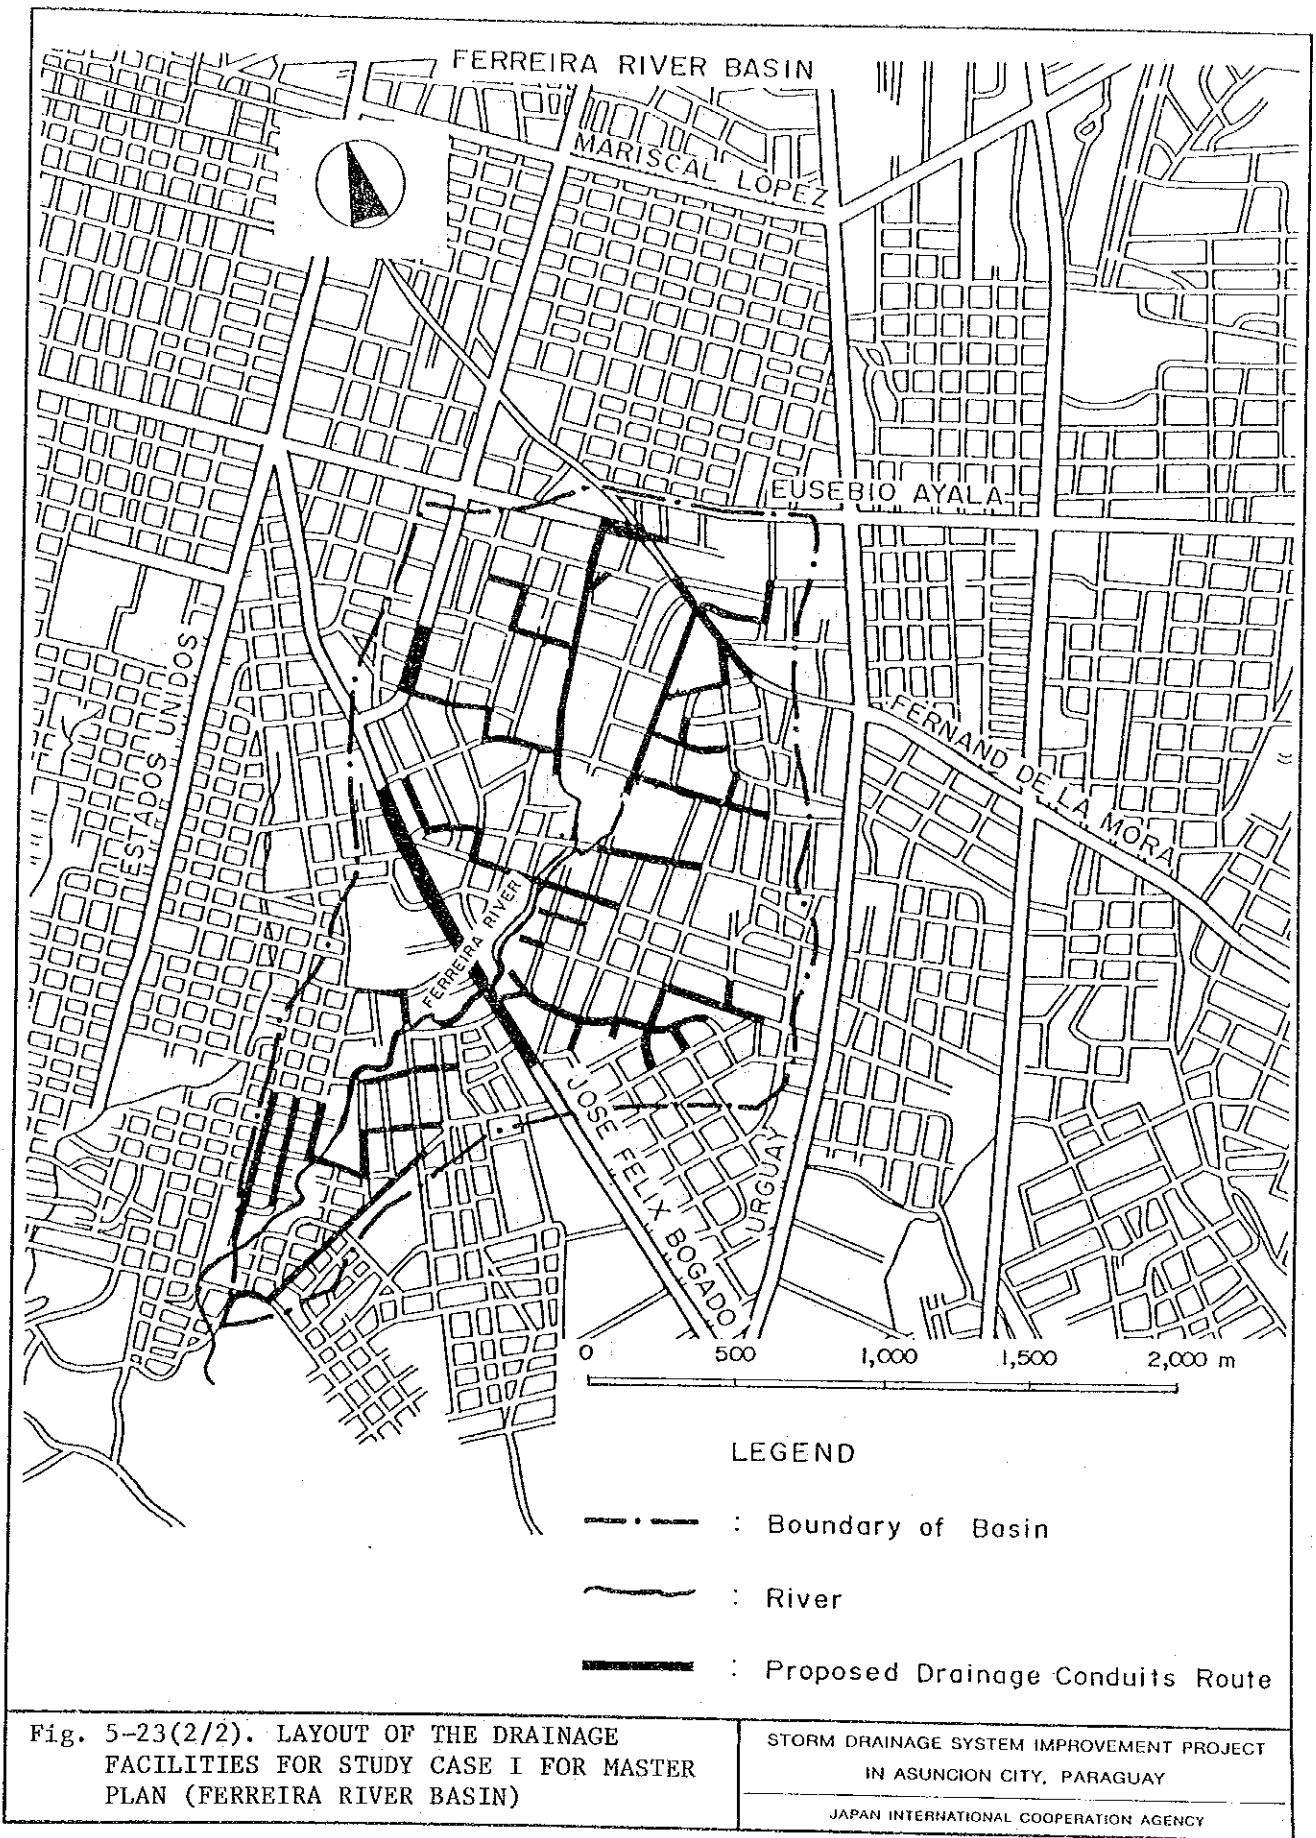 FERREIRA RIVER BASIN
MARISCAL LOPEZ
EUSEBIO AYALA
ESTADOS UNIDOS
FERNAND DE LA MORA
FERREIRA RIVER
JOSE FELIX BOGADO
URGUAY
0 500 1,000 1,500 2,000 m
LEGEND
: Boundary of Basin
: River
: Proposed Drainage Conduits Route
Fig. 5-23(2/2). LAYOUT OF THE DRAINAGE
FACILITIES FOR STUDY CASE I FOR MASTER
PLAN (FERREIRA RIVER BASIN)
STORM DRAINAGE SYSTEM IMPROVEMENT PROJECT
IN ASUNCION CITY, PARAGUAY
JAPAN INTERNATIONAL COOPERATION AGENCY